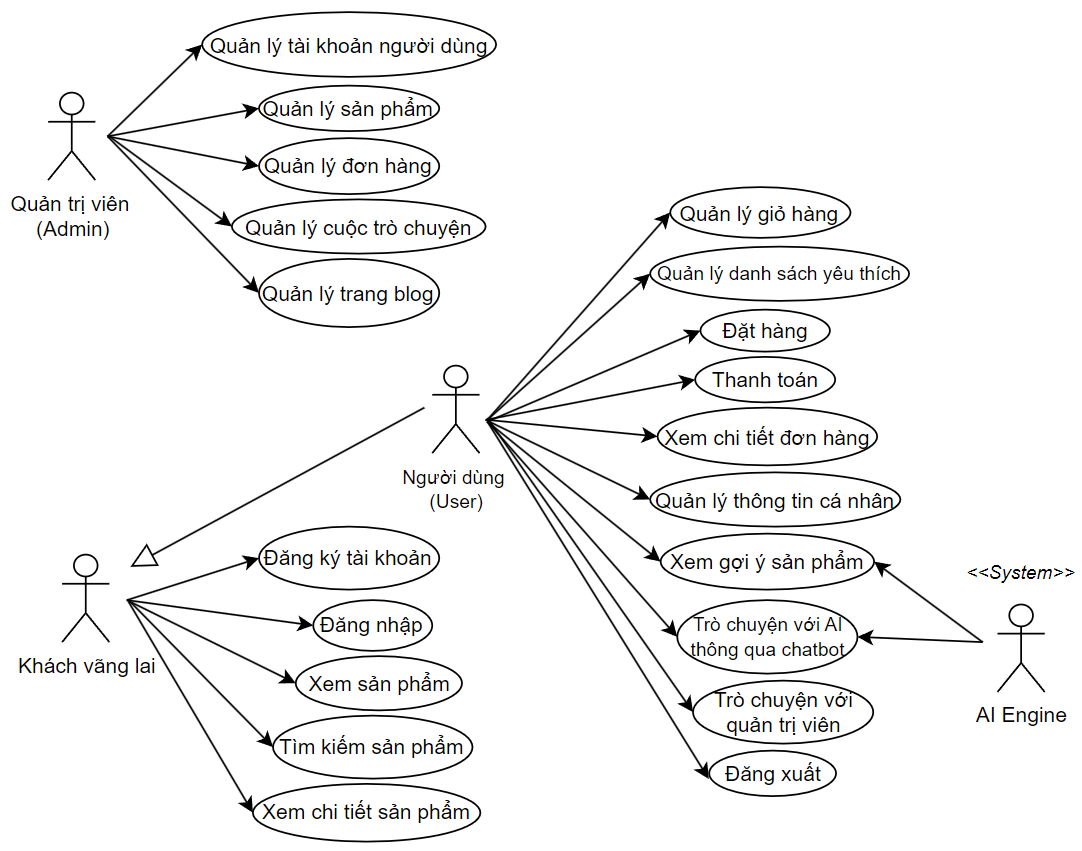 Quản lý tài khoản người dùng
Quản lý sản phẩm
Quản lý đơn hàng
Quản lý cuộc trò chuyện
Quản lý trang blog
Quản trị viên
(Admin)
Quản lý giỏ hàng
Quản lý danh sách yêu thích
Đặt hàng
Thanh toán
Xem chi tiết đơn hàng
Quản lý thông tin cá nhân
Xem gợi ý sản phẩm
Trò chuyện với AI
thông qua chatbot
Trò chuyện với
quản trị viên
Đăng xuất
Người dùng
(User)
<<System>>
AI Engine
Đăng ký tài khoản
Đăng nhập
Xem sản phẩm
Tìm kiếm sản phẩm
Xem chi tiết sản phẩm
Khách vãng lai